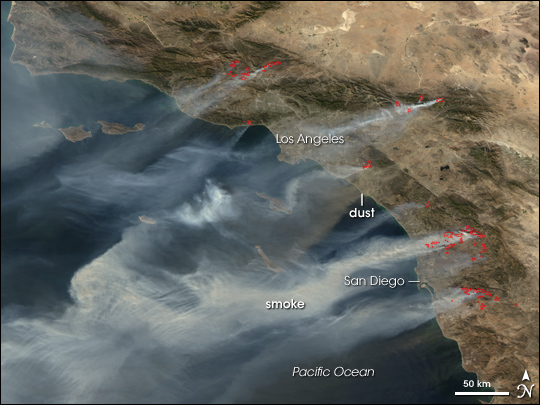 Los Angeles
dust
San Diego
smoke
Pacific Ocean
50 km
N